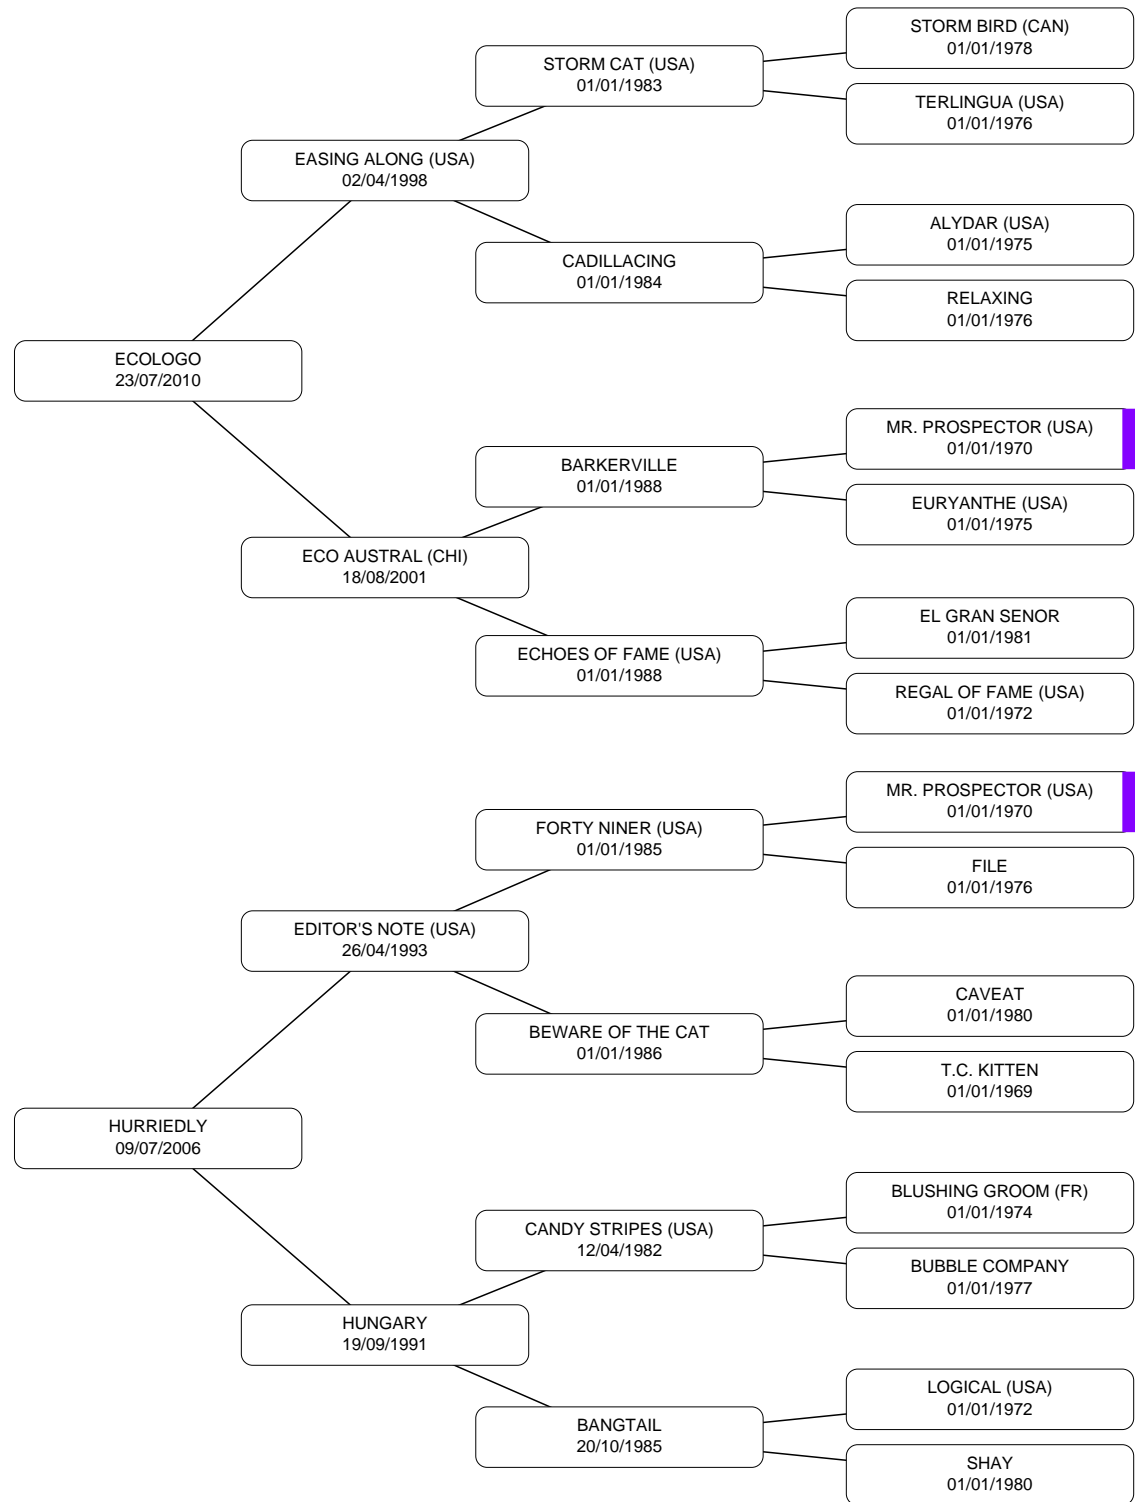 STORM BIRD (CAN)
01/01/1978
STORM CAT (USA)
01/01/1983
TERLINGUA (USA)
01/01/1976
EASING ALONG (USA)
02/04/1998
ALYDAR (USA)
01/01/1975
CADILLACING
01/01/1984
RELAXING
01/01/1976
ECOLOGO
23/07/2010
MR. PROSPECTOR (USA)
01/01/1970
BARKERVILLE
01/01/1988
EURYANTHE (USA)
01/01/1975
ECO AUSTRAL (CHI)
18/08/2001
EL GRAN SENOR
01/01/1981
ECHOES OF FAME (USA)
01/01/1988
REGAL OF FAME (USA)
01/01/1972
MR. PROSPECTOR (USA)
01/01/1970
FORTY NINER (USA)
01/01/1985
FILE
01/01/1976
EDITOR'S NOTE (USA)
26/04/1993
CAVEAT
01/01/1980
BEWARE OF THE CAT
01/01/1986
T.C. KITTEN
01/01/1969
HURRIEDLY
09/07/2006
BLUSHING GROOM (FR)
01/01/1974
CANDY STRIPES (USA)
12/04/1982
BUBBLE COMPANY
01/01/1977
HUNGARY
19/09/1991
LOGICAL (USA)
01/01/1972
BANGTAIL
20/10/1985
SHAY
01/01/1980